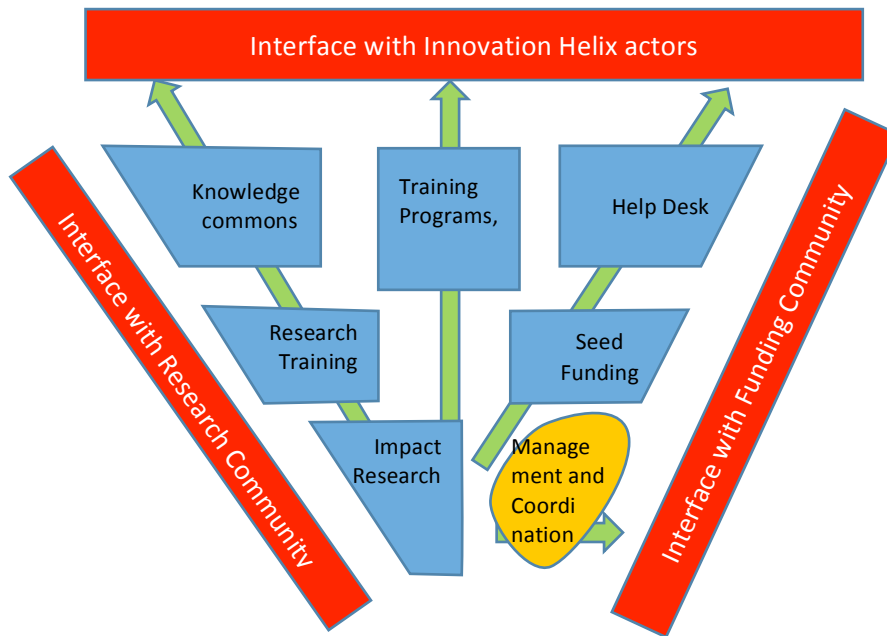 Interface with Innovation Helix actors
Knowledge
commons
Training
Programs,
Help Desk
Interface with Research Community
Interface with Funding Community
Research
Training
Seed
Funding
Impact
Research
Manage
ment and
Coordi
nation